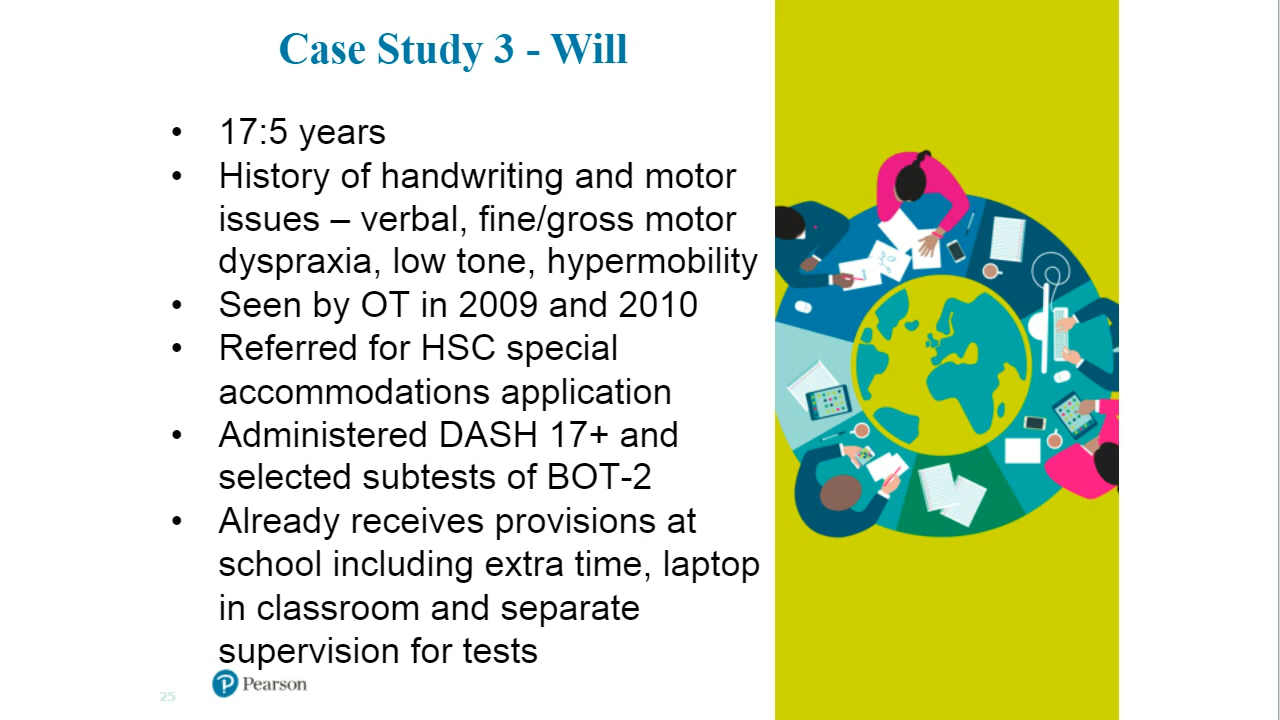 Case Study 3 - Will
• 17:5 years
• History of handwriting and motor
issues – verbal, fine/gross motor
dyspraxia, low tone, hypermobility
• Seen by OT in 2009 and 2010
• Referred for HSC special
accommodations application
• Administered DASH 17+ and
selected subtests of BOT-2
• Already receives provisions at
school including extra time, laptop
in classroom and separate
supervision for tests
25
P Pearson